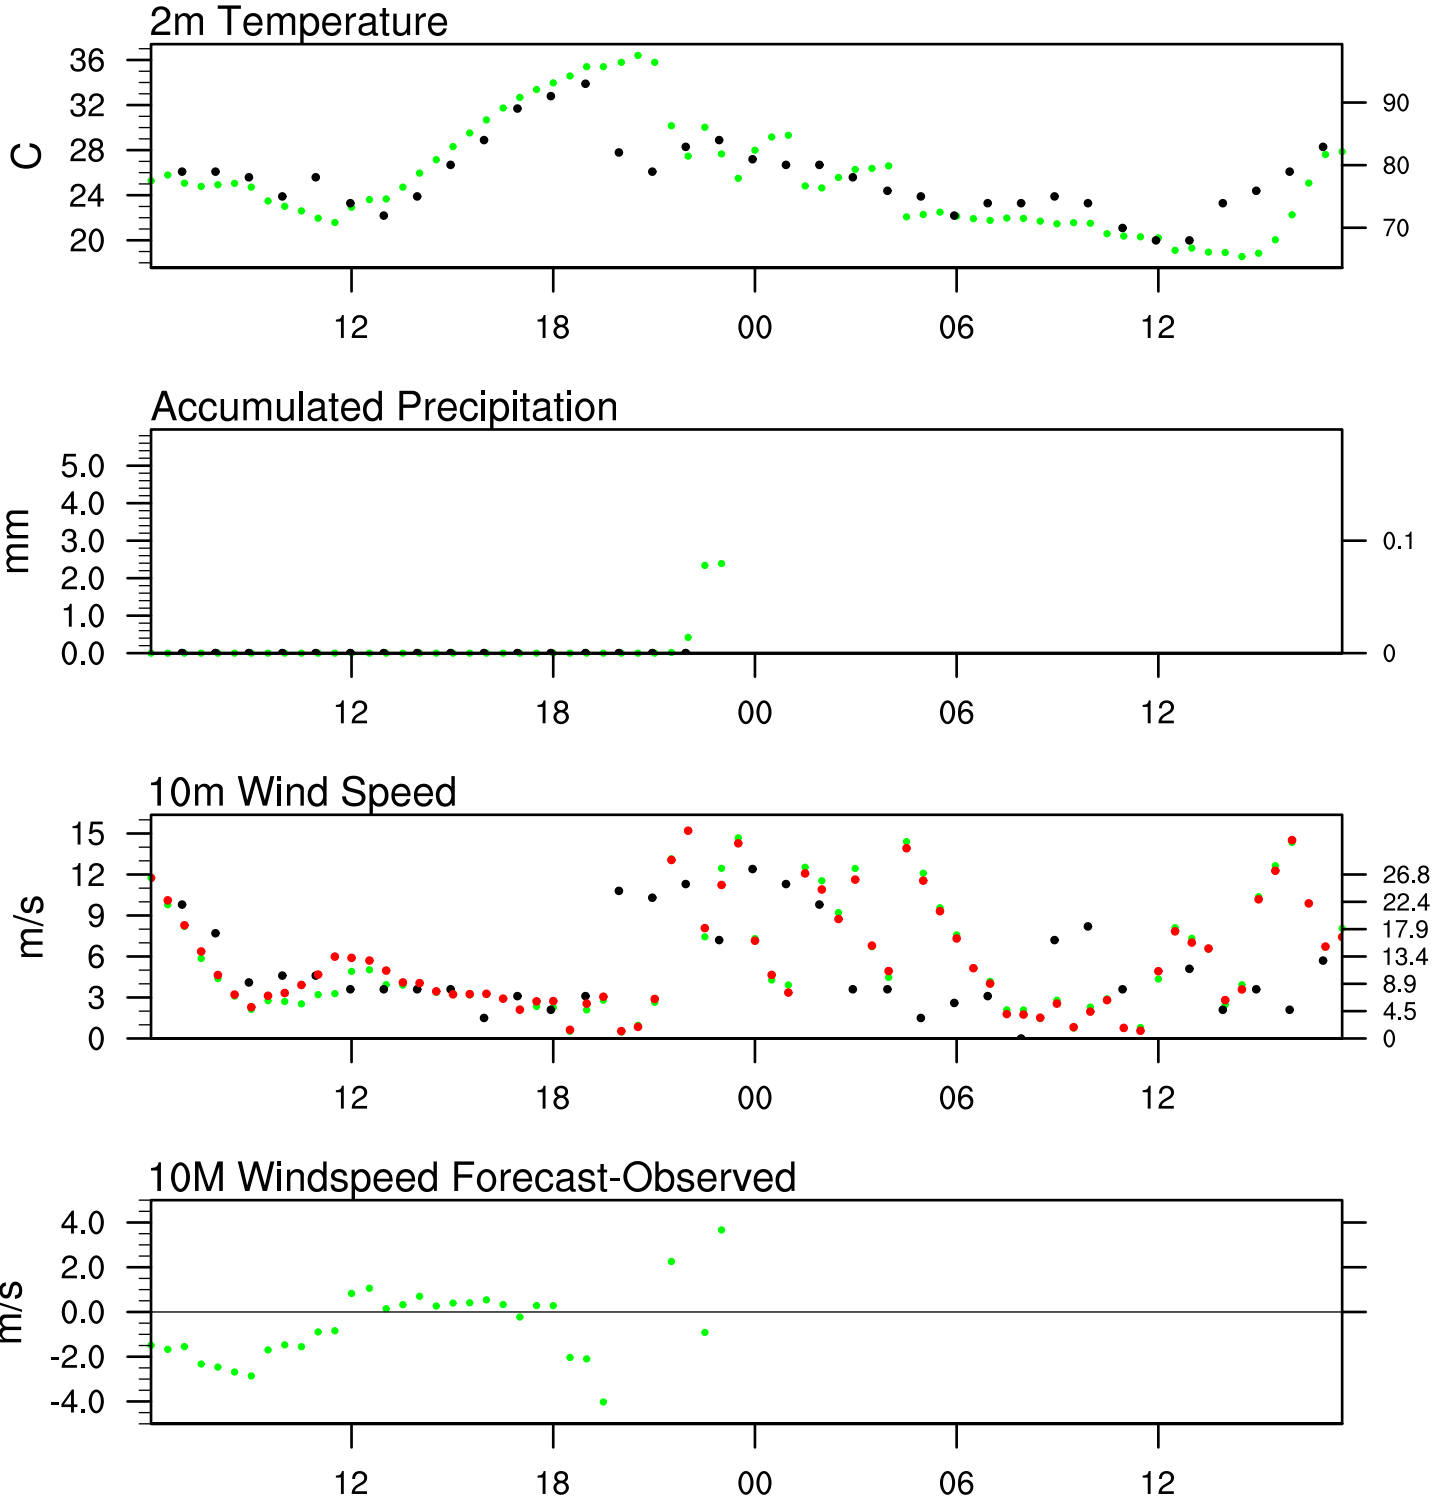 2m Temperature
C
36
32
28
24
20
90
80
70
12 18 00 06 12
Accumulated Precipitation
mm
5.0
4.0
3.0
2.0
1.0
0.0
0.1
0
12 18 00 06 12
10m Wind Speed
m/s
15
12
9
6
3
0
26.8
22.4
17.9
13.4
8.9
4.5
0
12 18 00 06 12
10M Windspeed Forecast-Observed
m/s
4.0
2.0
0.0
-2.0
-4.0
12 18 00 06 12